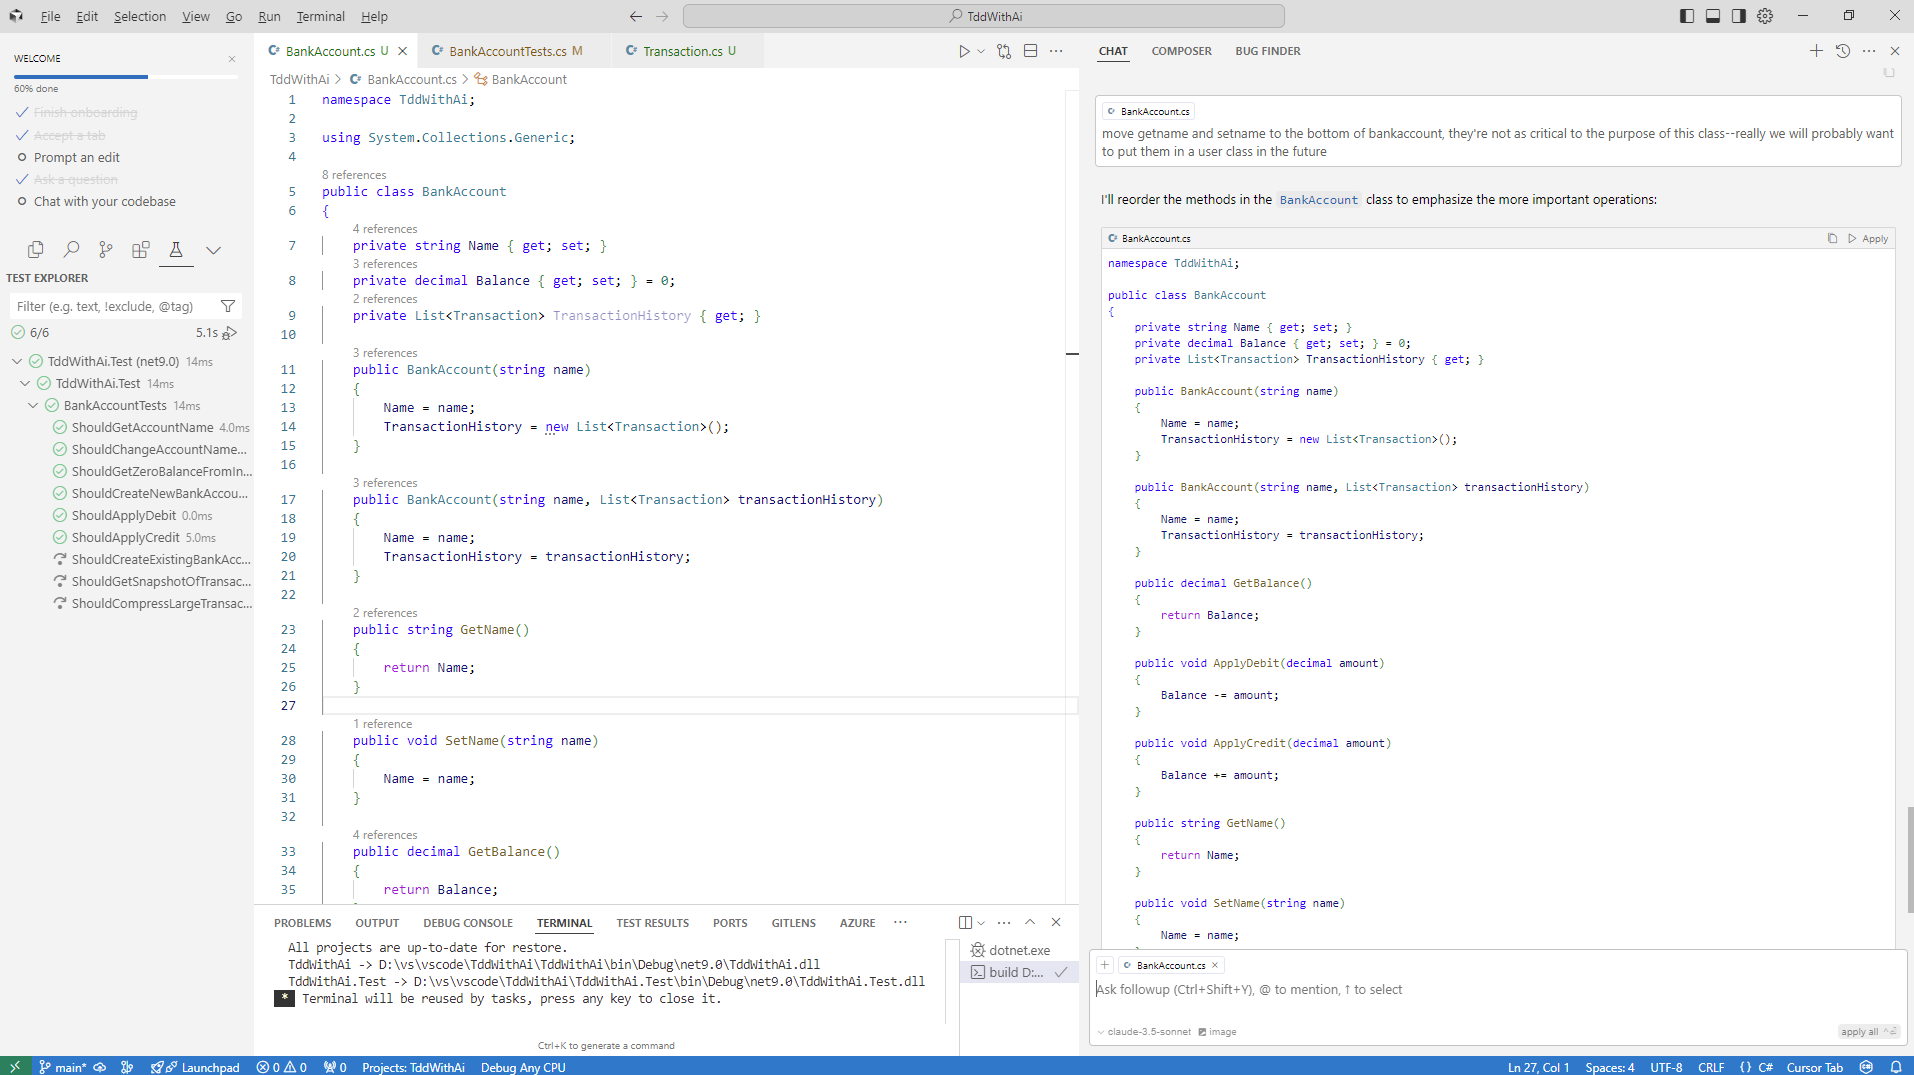 File Edit Selection View Go Run Terminal Help
TddWithAi
WELCOME
60% done
Finish onboarding
Accept a tab
Prompt an edit
Ask a question
Chat with your codebase
TEST EXPLORER
Filter (e.g. text, !exclude, @tag)
6/6 5.1s
TddWithAi.Test (net9.0) 14ms
TddWithAi.Test 14ms
BankAccountTests 14ms
ShouldGetAccountName 4.0ms
ShouldChangeAccountName...
ShouldGetZeroBalanceFromIn...
ShouldCreateNewBankAccou...
ShouldApplyDebit 0.0ms
ShouldApplyCredit 5.0ms
ShouldCreateExistingBankAcc...
ShouldGetSnapshotOfTransac...
ShouldCompressLargeTransac...
BankAccount.cs U BankAccountTests.cs M Transaction.cs U
TddWithAi > BankAccount.cs > BankAccount
1 namespace TddWithAi;
2
3 using System.Collections.Generic;
4
8 references
5 public class BankAccount
6 {
4 references
7 private string Name { get; set; }
3 references
8 private decimal Balance { get; set; } = 0;
2 references
9 private List<Transaction> TransactionHistory { get; }
10
3 references
11 public BankAccount(string name)
12 {
13 Name = name;
14 TransactionHistory = new List<Transaction>();
15 }
16
3 references
17 public BankAccount(string name, List<Transaction> transactionHistory)
18 {
19 Name = name;
20 TransactionHistory = transactionHistory;
21 }
22
2 references
23 public string GetName()
24 {
25 return Name;
26 }
27
1 reference
28 public void SetName(string name)
29 {
30 Name = name;
31 }
32
4 references
33 public decimal GetBalance()
34 {
35 return Balance;
PROBLEMS OUTPUT DEBUG CONSOLE TERMINAL TEST RESULTS PORTS GITLENS AZURE ...
All projects are up-to-date for restore.
TddWithAi -> D:\vs\vscode\TddWithAi\TddWithAi\bin\Debug\net9.0\TddWithAi.dll
TddWithAi.Test -> D:\vs\vscode\TddWithAi\TddWithAi.Test\bin\Debug\net9.0\TddWithAi.Test.dll
* Terminal will be reused by tasks, press any key to close it.
Ctrl+K to generate a command
dotnet.exe
build D:...
CHAT COMPOSER BUG FINDER
BankAccount.cs
move getname and setname to the bottom of bankaccount, they're not as critical to the purpose of this class--really we will probably want
to put them in a user class in the future
I'll reorder the methods in the BankAccount class to emphasize the more important operations:
BankAccount.cs Apply
namespace TddWithAi;
public class BankAccount
{
private string Name { get; set; }
private decimal Balance { get; set; } = 0;
private List<Transaction> TransactionHistory { get; }
public BankAccount(string name)
{
Name = name;
TransactionHistory = new List<Transaction>();
}
public BankAccount(string name, List<Transaction> transactionHistory)
{
Name = name;
TransactionHistory = transactionHistory;
}
public decimal GetBalance()
{
return Balance;
}
public void ApplyDebit(decimal amount)
{
Balance -= amount;
}
public void ApplyCredit(decimal amount)
{
Balance += amount;
}
public string GetName()
{
return Name;
}
public void SetName(string name)
{
Name = name;
+ BankAccount.cs ×
Ask followup (Ctrl+Shift+Y), @ to mention, ↑ to select
claude-3.5-sonnet image apply all
main* Launchpad 0 0 0 Projects: TddWithAi Debug Any CPU Ln 27, Col 1 Spaces: 4 UTF-8 CRLF {} C# Cursor Tab